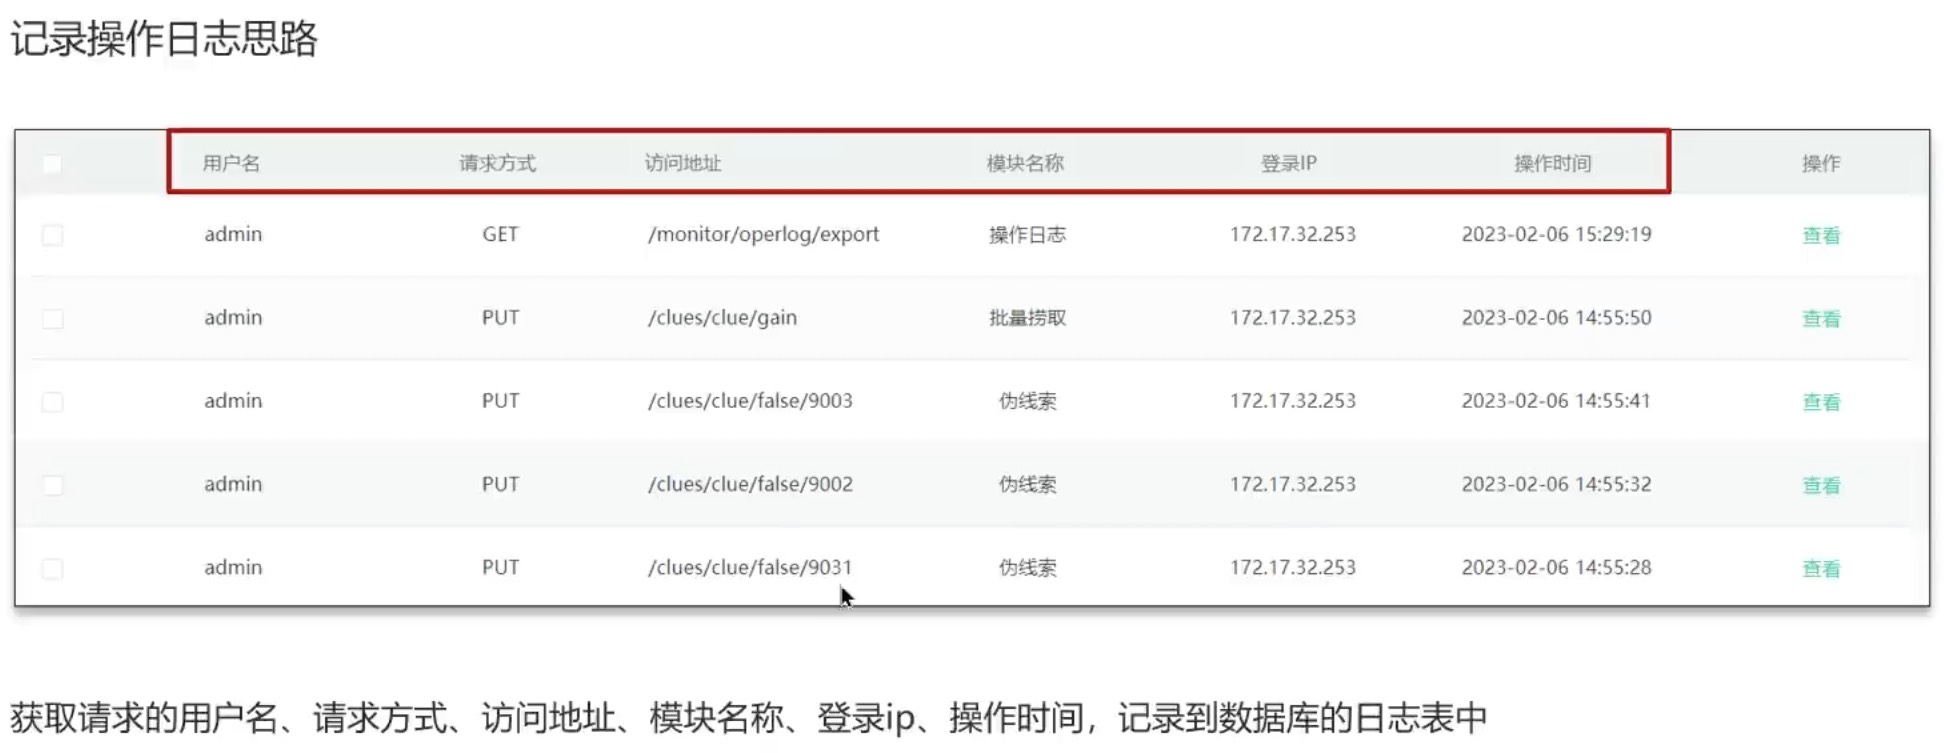 记录操作日志思路
用户名 请求方式 访问地址 模块名称 登录IP 操作时间 操作
admin GET /monitor/operlog/export 操作日志 172.17.32.253 2023-02-06 15:29:19 查看
admin PUT /clues/clue/gain 批量捞取 172.17.32.253 2023-02-06 14:55:50 查看
admin PUT /clues/clue/false/9003 伪线索 172.17.32.253 2023-02-06 14:55:41 查看
admin PUT /clues/clue/false/9002 伪线索 172.17.32.253 2023-02-06 14:55:32 查看
admin PUT /clues/clue/false/9031 伪线索 172.17.32.253 2023-02-06 14:55:28 查看
获取请求的用户名、请求方式、访问地址、模块名称、登录ip、操作时间，记录到数据库的日志表中